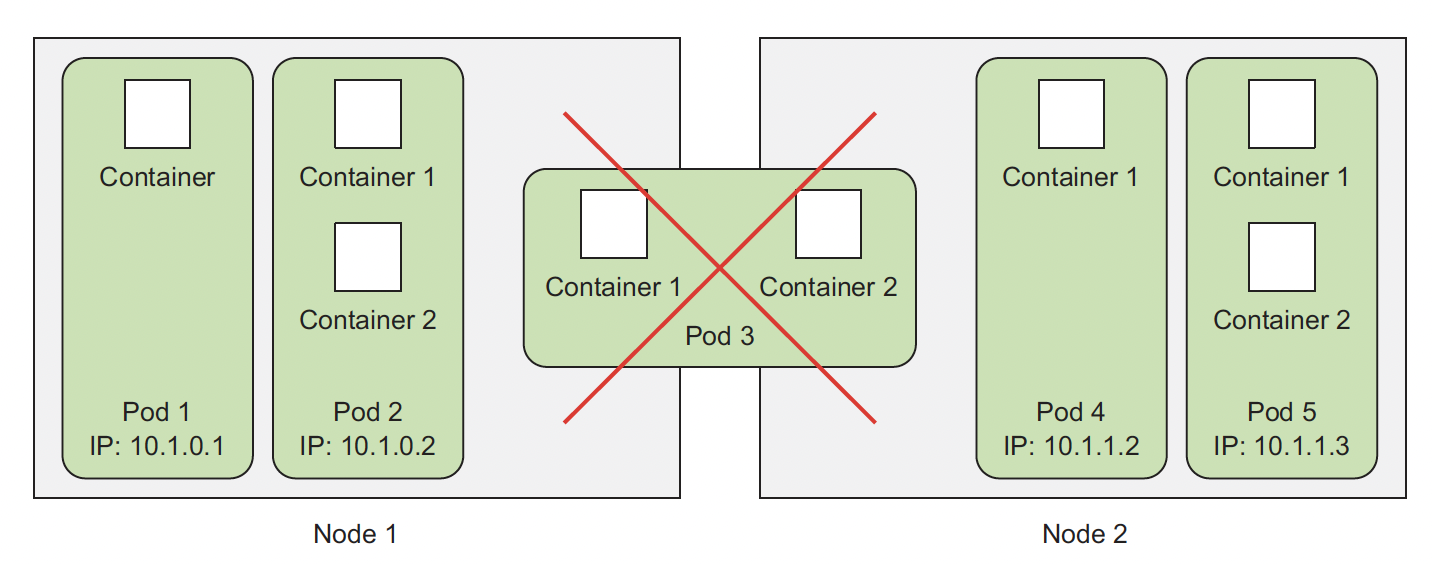 Container
Pod 1
IP: 10.1.0.1
Container 1
Container 2
Pod 2
IP: 10.1.0.2
Container 1
Container 2
Pod 3
Container 1
Pod 4
IP: 10.1.1.2
Container 1
Container 2
Pod 5
IP: 10.1.1.3
Node 1
Node 2